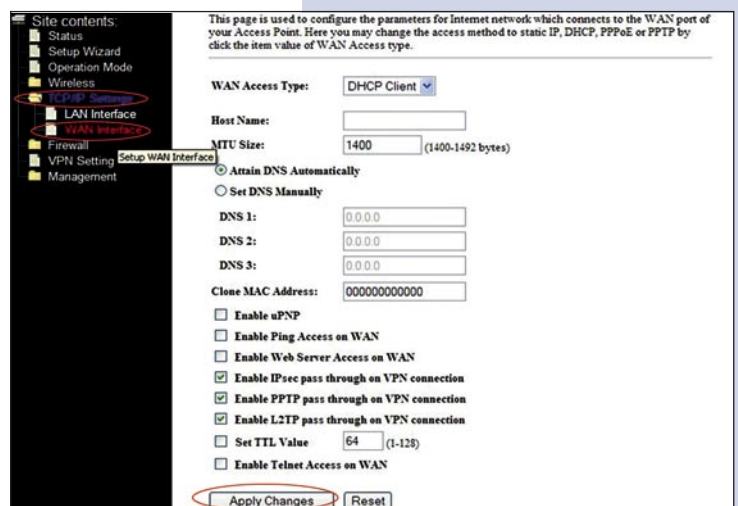 Site contents:
Status
Setup Wizard
Operation Mode
Wireless
TCP/IP Settings
LAN Interface
WAN Interface
Firewall
VPN Setting
Management
Setup WAN Interface
This page is used to configure the parameters for Internet network which connects to the WAN port of
your Access Point. Here you may change the access method to static IP, DHCP, PPPoE or PPTP by
click the item value of WAN Access type.
WAN Access Type: DHCP Client
Host Name:
MTU Size: 1400 (1400-1492 bytes)
Attain DNS Automatically
Set DNS Manually
DNS 1: 0.0.0.0
DNS 2: 0.0.0.0
DNS 3: 0.0.0.0
Clone MAC Address: 000000000000
Enable uPNP
Enable Ping Access on WAN
Enable Web Server Access on WAN
Enable IPsec pass through on VPN connection
Enable PPTP pass through on VPN connection
Enable L2TP pass through on VPN connection
Set TTL Value 64 (1-128)
Enable Telnet Access on WAN
Apply Changes Reset